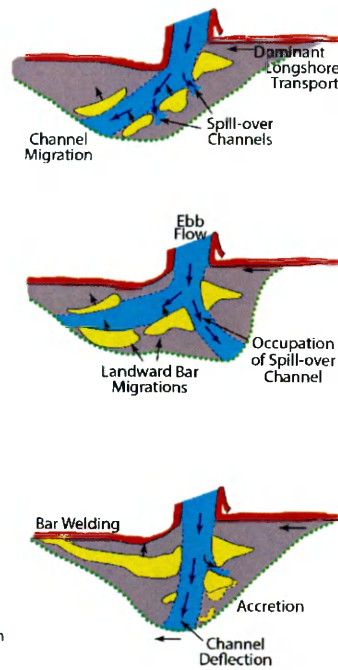 Dominant
Longshore
Transport
Spill-over
Channels
Channel
Migration
Ebb
Flow
Occupation
of Spill-over
Channel
Landward Bar
Migrations
Bar Welding
Accretion
Channel
Deflection